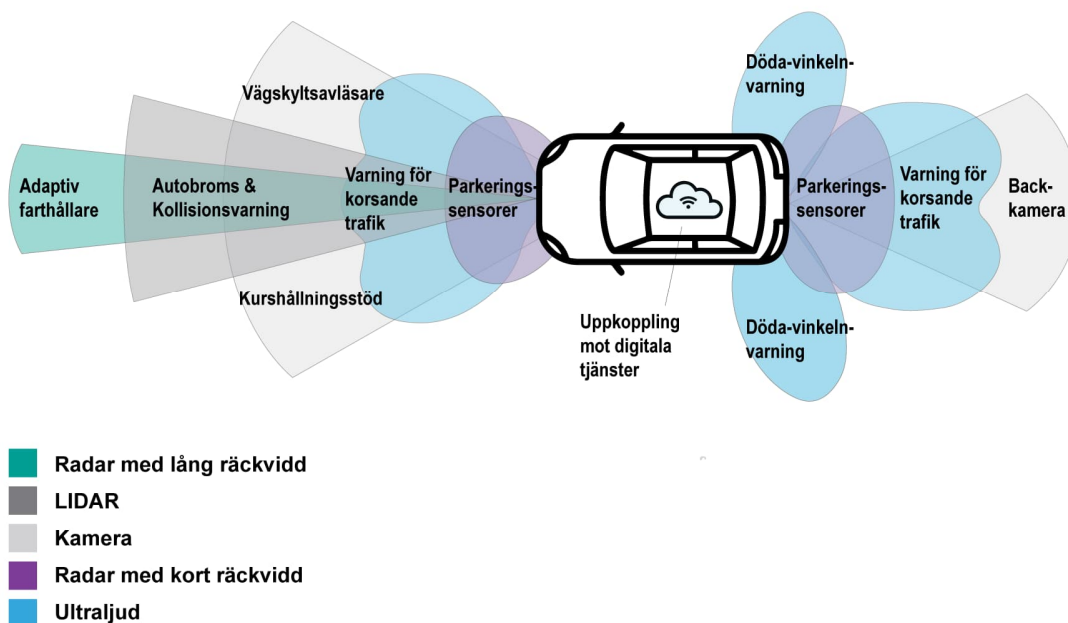 Döda-vinkeln-
varning
Vägskyltsavläsare
Adaptiv
farthållare
Autobroms &
Kollisionsvarning
Varning för
korsande
trafik
Parkerings-
sensorer
Parkerings-
sensorer
Varning för
korsande
trafik
Back-
kamera
Kurshållningsstöd
Uppkoppling
mot digitala
tjänster
Döda-vinkeln-
varning
Radar med lång räckvidd
LIDAR
Kamera
Radar med kort räckvidd
Ultraljud